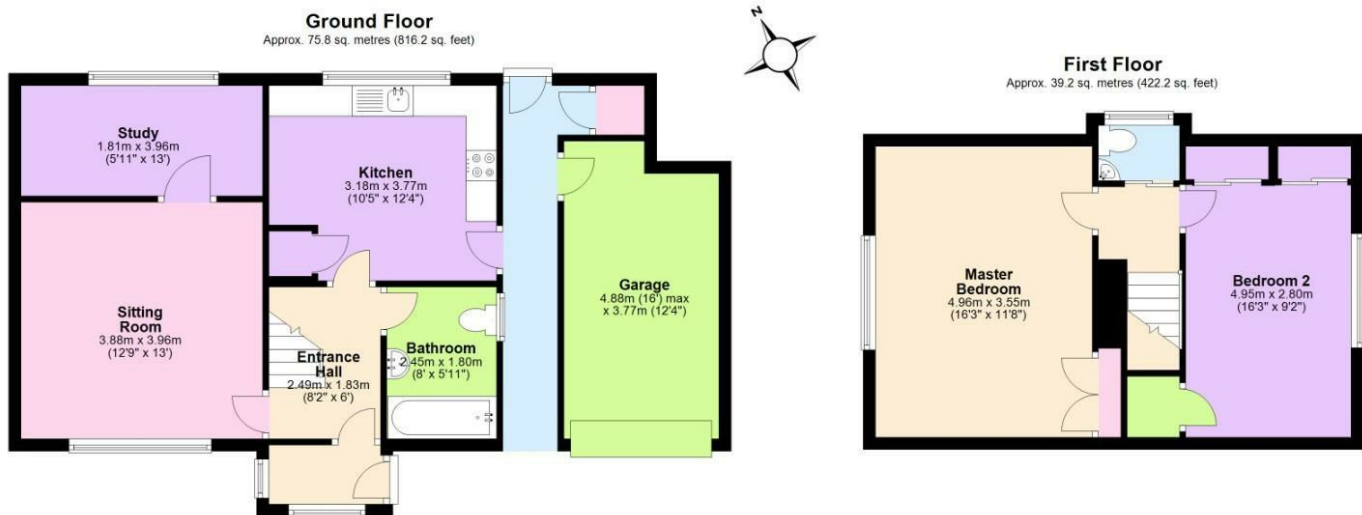 Ground Floor
Approx. 75.8 sq. metres (816.2 sq. feet)
N
First Floor
Approx. 39.2 sq. metres (422.2 sq. feet)
Study
1.81m x 3.96m
(5'11" x 13')
Kitchen
3.18m x 3.77m
(10'5" x 12'4")
Sitting
Room
3.88m x 3.96m
(12'9" x 13')
Entrance
Hall
2.49m x 1.83m
(8'2" x 6')
Bathroom
2.45m x 1.80m
(8' x 5'11")
Garage
4.88m (16') max
x 3.77m (12'4")
Master
Bedroom
4.96m x 3.55m
(16'3" x 11'8")
Bedroom 2
4.95m x 2.80m
(16'3" x 9'2")